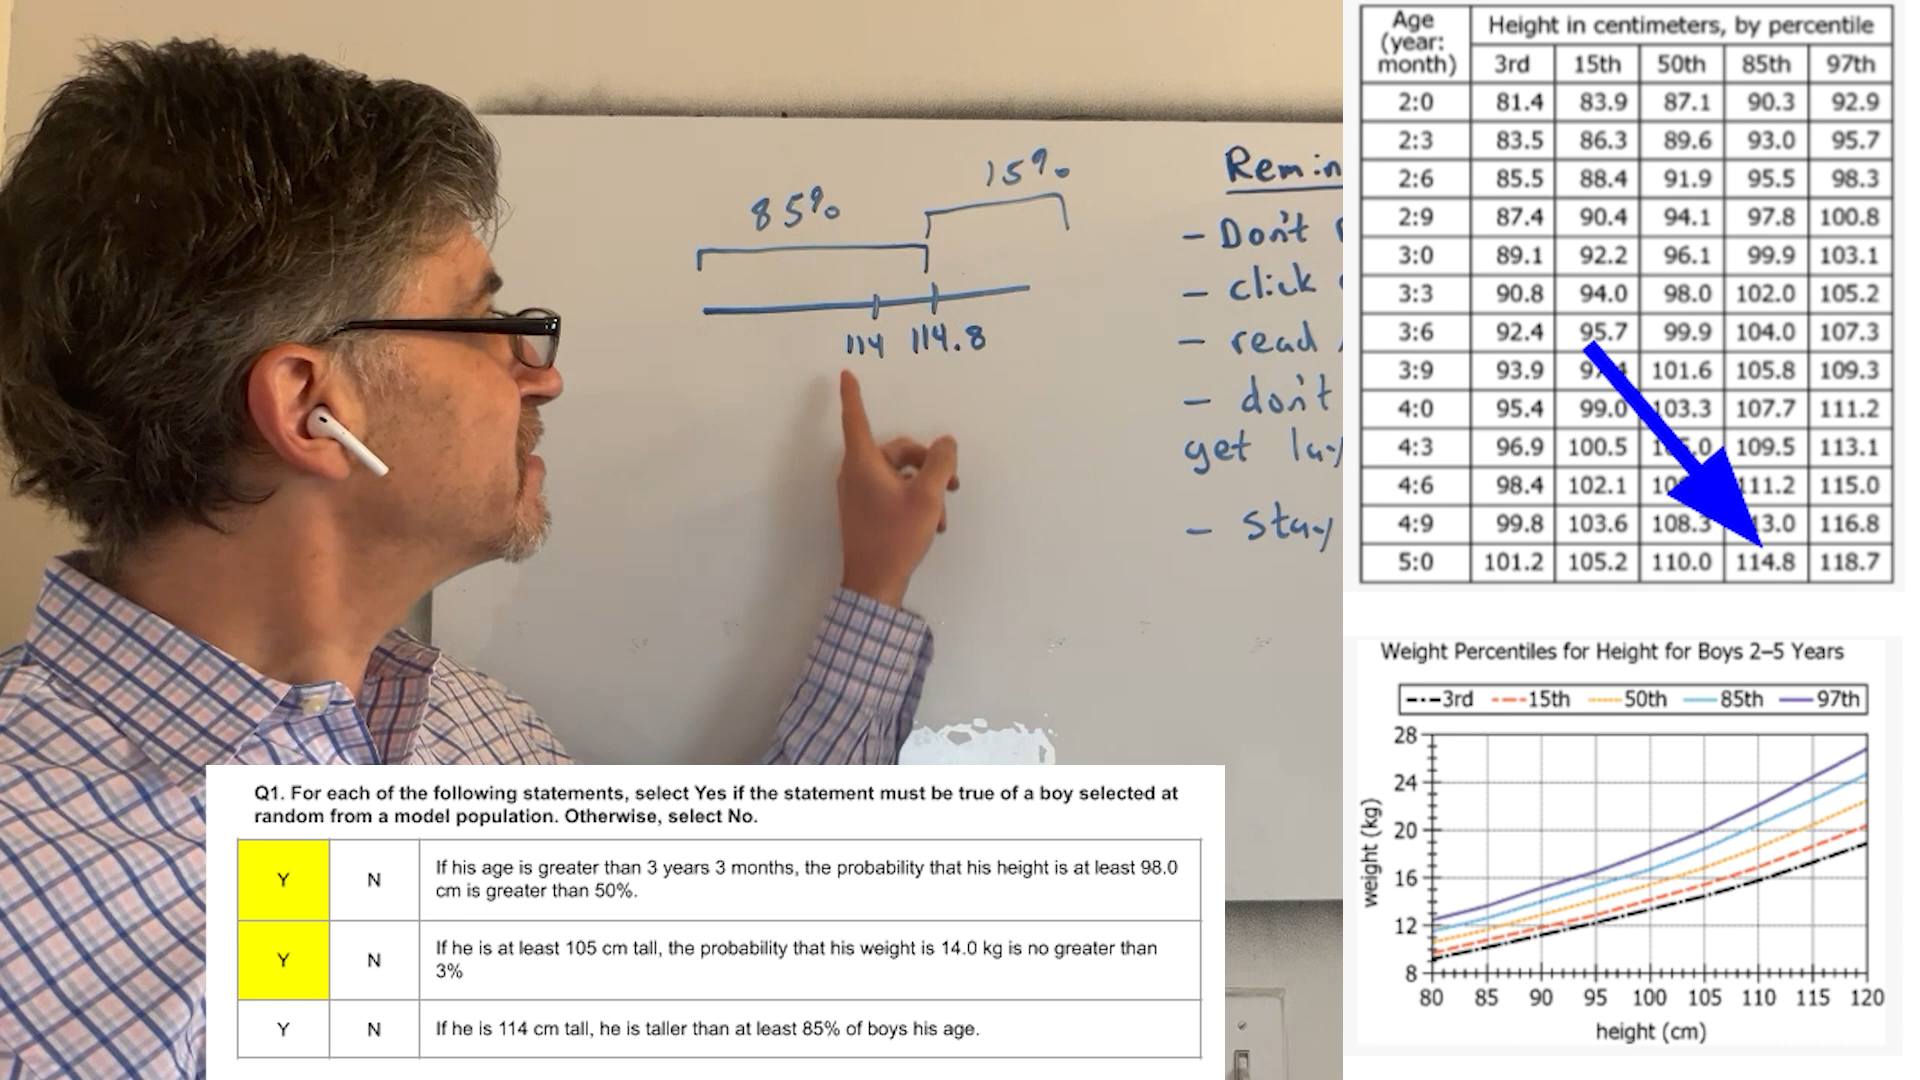 85%
15%
114 114.8
Remin
- Don't
- click
- read
- don't
get lay
- stay
Age (year: month) Height in centimeters, by percentile
3rd 15th 50th 85th 97th
2:0 81.4 83.9 87.1 90.3 92.9
2:3 83.5 86.3 89.6 93.0 95.7
2:6 85.5 88.4 91.9 95.5 98.3
2:9 87.4 90.4 94.1 97.8 100.8
3:0 89.1 92.2 96.1 99.9 103.1
3:3 90.8 94.0 98.0 102.0 105.2
3:6 92.4 95.7 99.9 104.0 107.3
3:9 93.9 101.6 105.8 109.3
4:0 95.4 99.0 103.3 107.7 111.2
4:3 96.9 100.5 109.5 113.1
4:6 98.4 102.1 111.2 115.0
4:9 99.8 103.6 108.3 116.8
5:0 101.2 105.2 110.0 114.8 118.7
Weight Percentiles for Height for Boys 2–5 Years
3rd 15th 50th 85th 97th
28
24
20
16
12
8
weight (kg)
80 85 90 95 100 105 110 115 120
height (cm)
Q1. For each of the following statements, select Yes if the statement must be true of a boy selected at
random from a model population. Otherwise, select No.
Y N If his age is greater than 3 years 3 months, the probability that his height is at least 98.0
cm is greater than 50%.
Y N If he is at least 105 cm tall, the probability that his weight is 14.0 kg is no greater than
3%
Y N If he is 114 cm tall, he is taller than at least 85% of boys his age.